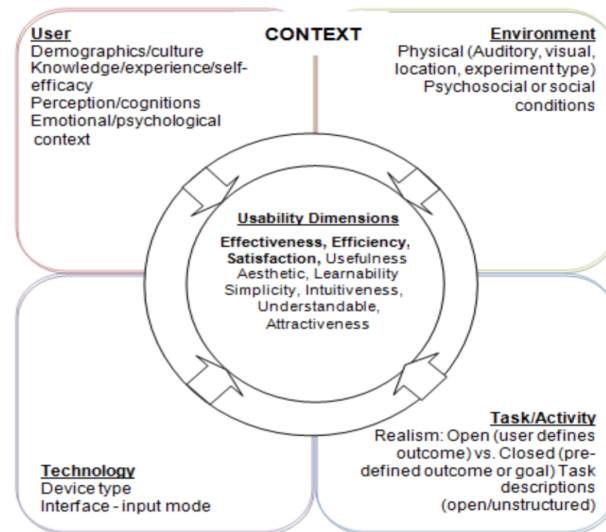 CONTEXT
User
Demographics/culture
Knowledge/experience/self-
efficacy
Perception/cognitions
Emotional/psychological
context
Environment
Physical (Auditory, visual,
location, experiment type)
Psychosocial or social
conditions
Usability Dimensions
Effectiveness, Efficiency,
Satisfaction, Usefulness
Aesthetic, Learnability
Simplicity, Intuitiveness,
Understandable,
Attractiveness
Technology
Device type
Interface - input mode
Task/Activity
Realism: Open (user defines
outcome) vs. Closed (pre-
defined outcome or goal) Task
descriptions
(open/unstructured)